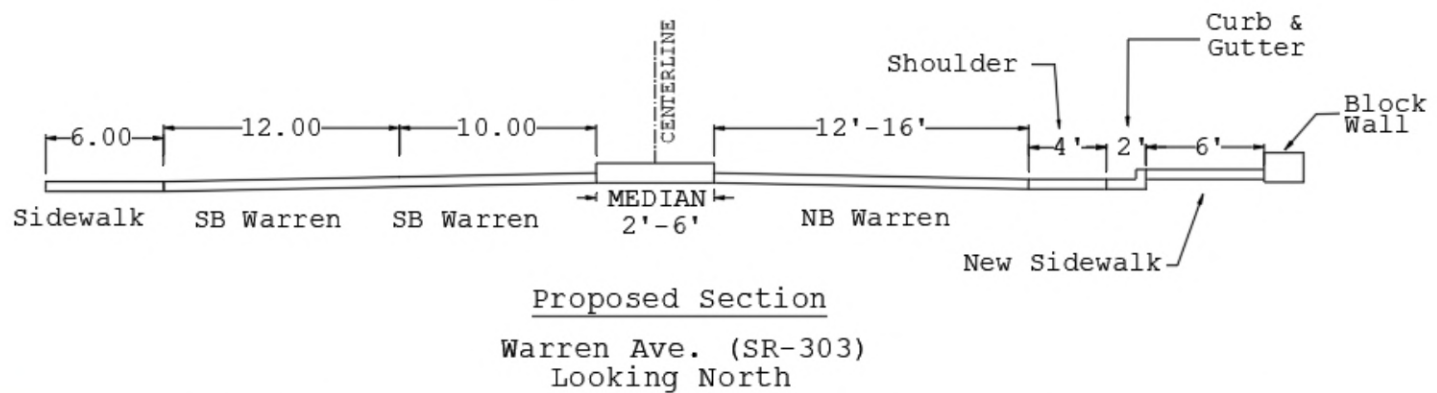 Curb &
Gutter
Shoulder
CENTERLINE
Block
Wall
6.00
12.00
10.00
12'-16'
4'
2'
6'
Sidewalk
SB Warren
SB Warren
MEDIAN
2'-6'
NB Warren
New Sidewalk
Proposed Section
Warren Ave. (SR-303)
Looking North